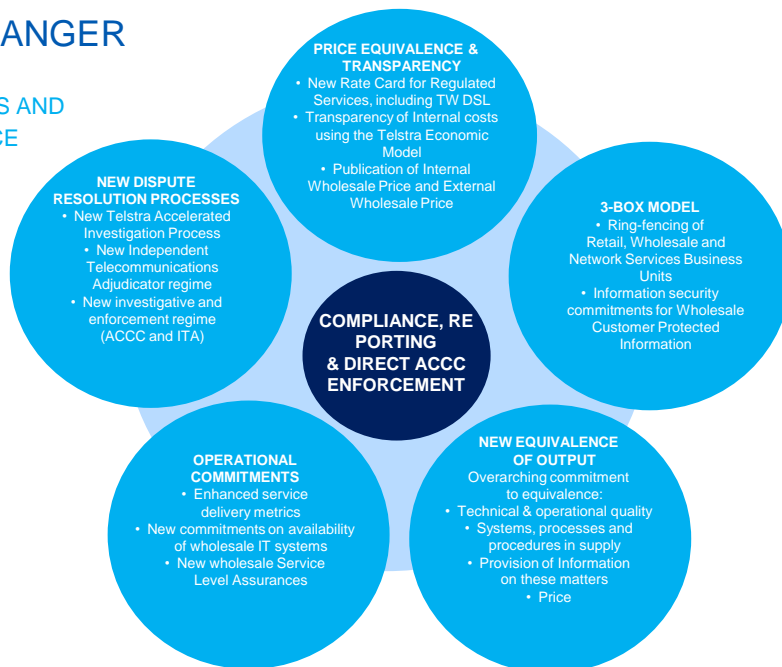 ANGER
S AND
CE
PRICE EQUIVALENCE &
TRANSPARENCY
• New Rate Card for Regulated
Services, including TW DSL
• Transparency of Internal costs
using the Telstra Economic
Model
• Publication of Internal
Wholesale Price and External
Wholesale Price
NEW DISPUTE
RESOLUTION PROCESSES
• New Telstra Accelerated
Investigation Process
• New Independent
Telecommunications
Adjudicator regime
• New investigative and
enforcement regime
(ACCC and ITA)
3-BOX MODEL
• Ring-fencing of
Retail, Wholesale and
Network Services Business
Units
• Information security
commitments for Wholesale
Customer Protected
Information
COMPLIANCE, RE
PORTING
& DIRECT ACCC
ENFORCEMENT
OPERATIONAL
COMMITMENTS
• Enhanced service
delivery metrics
• New commitments on availability
of wholesale IT systems
• New wholesale Service
Level Assurances
NEW EQUIVALENCE
OF OUTPUT
Overarching commitment
to equivalence:
• Technical & operational quality
• Systems, processes and
procedures in supply
• Provision of Information
on these matters
• Price